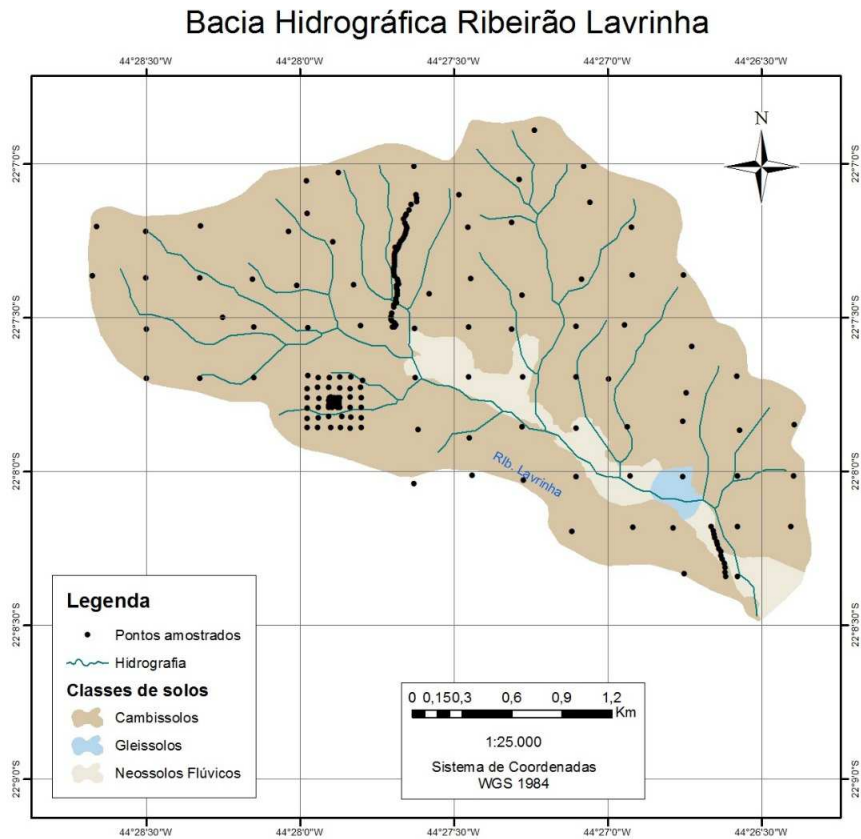 Bacia Hidrográfica Ribeirão Lavrinha
44°28'30"W 44°28'0"W 44°27'30"W 44°27'0"W 44°26'30"W
N
22°7'0"S 22°7'0"S
22°7'30"S 22°7'30"S
22°8'0"S 22°8'0"S
Rib. Lavrinha
22°8'30"S 22°8'30"S
22°9'0"S 22°9'0"S
Legenda
Pontos amostrados
Hidrografia
Classes de solos
Cambissolos
Gleissolos
Neossolos Flúvicos
0 0,150,3 0,6 0,9 1,2
Km
1:25.000
Sistema de Coordenadas
WGS 1984
44°28'30"W 44°28'0"W 44°27'30"W 44°27'0"W 44°26'30"W